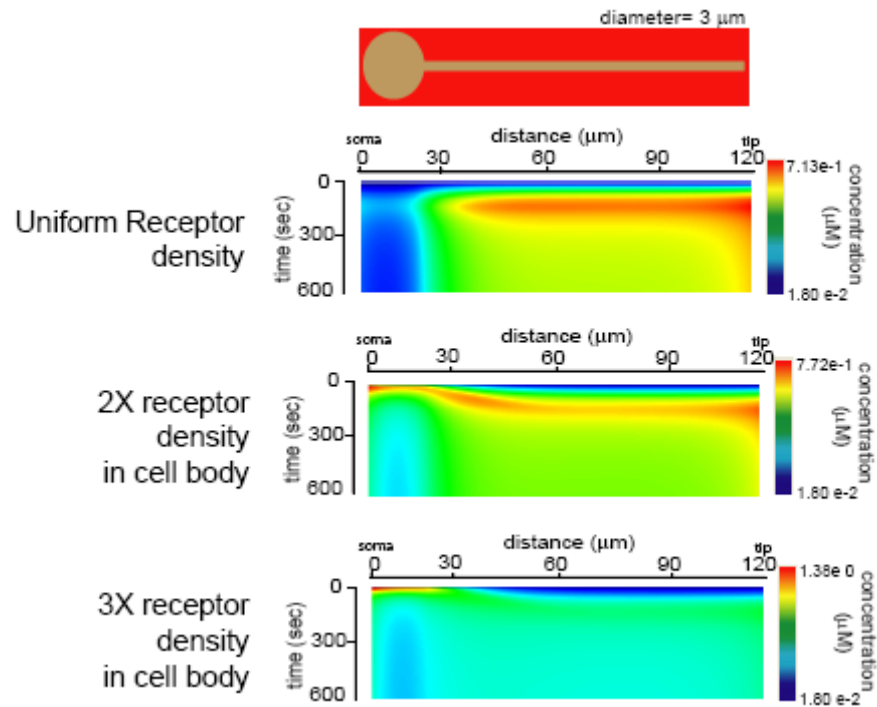 diameter= 3 μm
distance (μm)
soma tip
0 30 60 90 120
Uniform Receptor
density
time (sec)
0
300
600
7.13e-1
concentration
(μM)
1.80 e-2
distance (μm)
soma tip
0 30 60 90 120
2X receptor
density
in cell body
time (sec)
0
300
600
7.72e-1
concentration
(μM)
1.80 e-2
distance (μm)
soma tip
0 30 60 90 120
3X receptor
density
in cell body
time (sec)
0
300
600
1.38e 0
concentration
(μM)
1.80 e-2